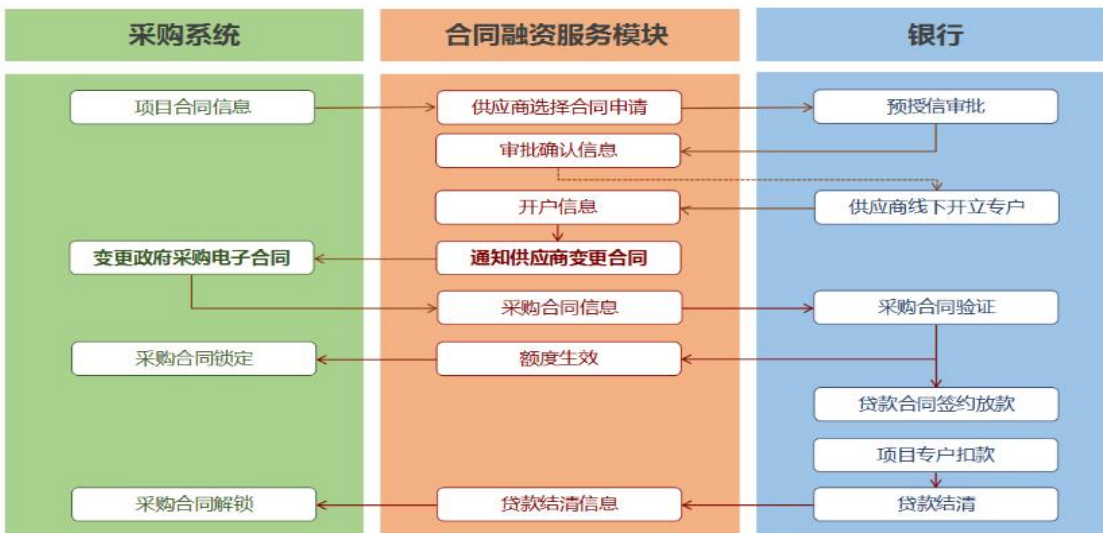 采购系统
合同融资服务模块
银行
项目合同信息
供应商选择合同申请
预授信审批
审批确认信息
开户信息
供应商线下开立专户
变更政府采购电子合同
通知供应商变更合同
采购合同信息
采购合同验证
采购合同锁定
额度生效
贷款合同签约放款
项目专户扣款
采购合同解锁
贷款结清信息
贷款结清